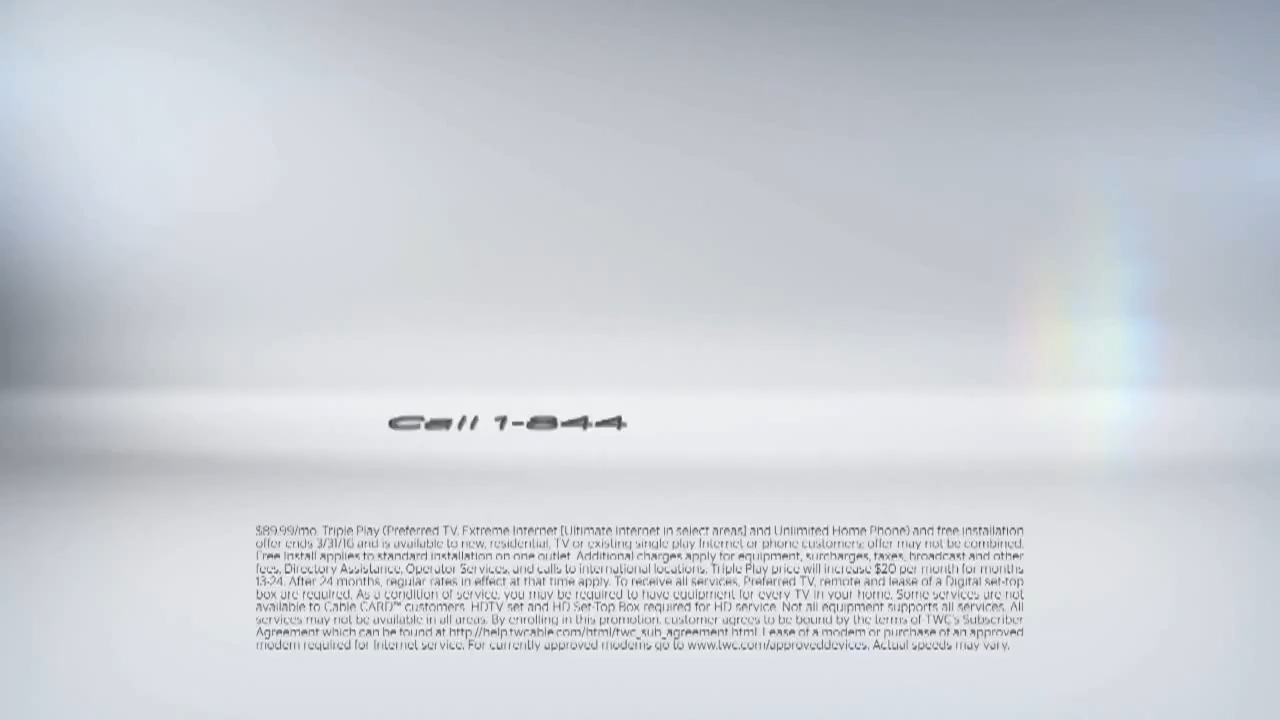 Call 1-844
$89.99/mo. Triple Play (Preferred TV, Extreme Internet [Ultimate Internet in select areas] and Unlimited Home Phone) and free installation
offer ends 3/31/16 and is available to new, residential, TV or existing single play Internet or phone customers; offer may not be combined.
Free Install applies to standard installation on one outlet. Additional charges apply for equipment, surcharges, taxes, broadcast and other
fees, Directory Assistance, Operator Services, and calls to international locations. Triple Play price will increase $20 per month for months
13-24. After 24 months, regular rates in effect at that time apply. To receive all services, Preferred TV, remote and lease of a Digital set-top
box are required. As a condition of service, you may be required to have equipment for every TV in your home. Some services are not
available to Cable CARD™ customers. HDTV set and HD Set-Top Box required for HD service. Not all equipment supports all services. All
services may not be available in all areas. By enrolling in this promotion, customer agrees to be bound by the terms of TWC's Subscriber
Agreement which can be found at http://help.twcable.com/html/twc_sub_agreement.html. Lease of a modem or purchase of an approved
modem required for Internet service. For currently approved modems go to www.twc.com/approveddevices. Actual speeds may vary.